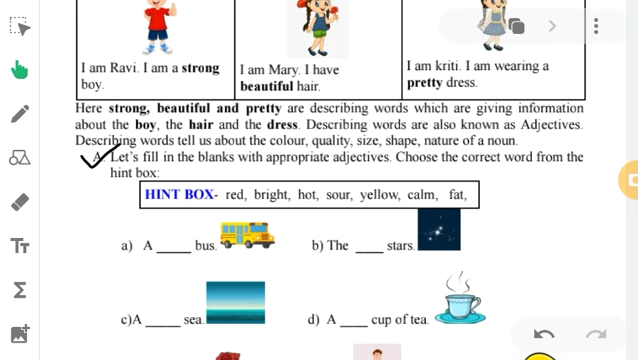 I am Ravi. I am a strong
boy.
I am Mary. I have
beautiful hair.
I am kriti. I am wearing a
pretty dress.
Here strong, beautiful and pretty are describing words which are giving information
about the boy, the hair and the dress. Describing words are also known as Adjectives.
Describing words tell us about the colour, quality, size, shape, nature of a noun.
A. Let's fill in the blanks with appropriate adjectives. Choose the correct word from the
hint box:
HINT BOX- red, bright, hot, sour, yellow, calm, fat,
a) A _____ bus.
b) The ____ stars.
c)A _____ sea.
d) A ____ cup of tea.